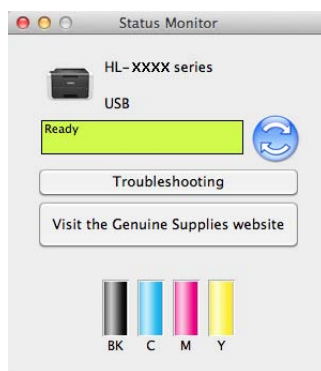 Status Monitor
HL-XXXX series
USB
Ready
Troubleshooting
Visit the Genuine Supplies website
BK C M Y